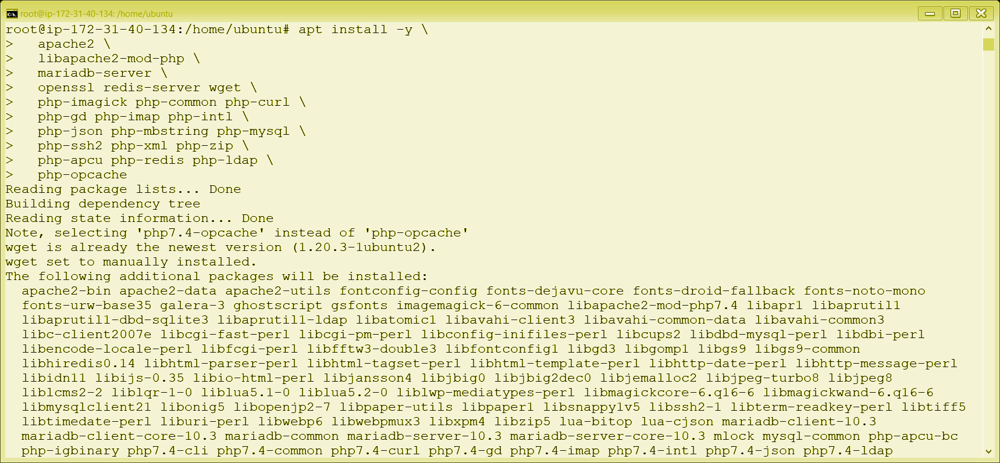 root@ip-172-31-40-134: /home/ubuntu
root@ip-172-31-40-134:/home/ubuntu# apt install -y \
>   apache2 \
>   libapache2-mod-php \
>   mariadb-server \
>   openssl redis-server wget \
>   php-imagick php-common php-curl \
>   php-gd php-imap php-intl \
>   php-json php-mbstring php-mysql \
>   php-ssh2 php-xml php-zip \
>   php-apcu php-redis php-ldap \
>   php-opcache
Reading package lists... Done
Building dependency tree
Reading state information... Done
Note, selecting 'php7.4-opcache' instead of 'php-opcache'
wget is already the newest version (1.20.3-1ubuntu2).
wget set to manually installed.
The following additional packages will be installed:
  apache2-bin apache2-data apache2-utils fontconfig-config fonts-dejavu-core fonts-droid-fallback fonts-noto-mono
  fonts-urw-base35 galera-3 ghostscript gsfonts imagemagick-6-common libapache2-mod-php7.4 libapr1 libaprutil1
  libaprutil1-dbd-sqlite3 libaprutil1-ldap libatomic1 libavahi-client3 libavahi-common-data libavahi-common3
  libc-client2007e libcgi-fast-perl libcgi-pm-perl libconfig-inifiles-perl libcups2 libdbd-mysql-perl libdbi-perl
  libencode-locale-perl libfcgi-perl libfftw3-double3 libfontconfig1 libgd3 libgomp1 libgs9 libgs9-common
  libhiredis0.14 libhtml-parser-perl libhtml-tagset-perl libhtml-template-perl libhttp-date-perl libhttp-message-perl
  libidn11 libijs-0.35 libio-html-perl libjansson4 libjbig0 libjbig2dec0 libjemalloc2 libjpeg-turbo8 libjpeg8
  liblcms2-2 liblqr-1-0 liblua5.1-0 liblua5.2-0 liblwp-mediatypes-perl libmagickcore-6.q16-6 libmagickwand-6.q16-6
  libmysqlclient21 libonig5 libopenjp2-7 libpaper-utils libpaper1 libsnappy1v5 libssh2-1 libterm-readkey-perl libtiff5
  libtimedate-perl liburi-perl libwebp6 libwebpmux3 libxpm4 libzip5 lua-bitop lua-cjson mariadb-client-10.3
  mariadb-client-core-10.3 mariadb-common mariadb-server-10.3 mariadb-server-core-10.3 mlock mysql-common php-apcu-bc
  php-igbinary php7.4-cli php7.4-common php7.4-curl php7.4-gd php7.4-imap php7.4-intl php7.4-json php7.4-ldap